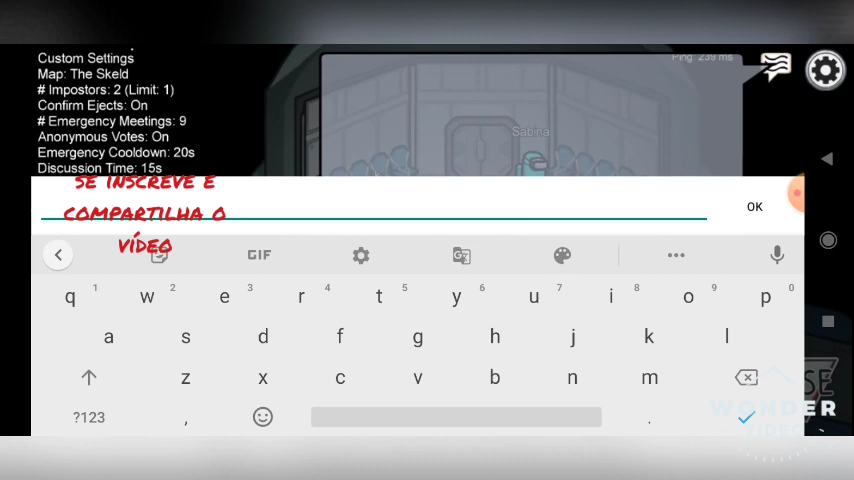 Custom Settings
Map: The Skeld
# Impostors: 2 (Limit: 1)
Confirm Ejects: On
# Emergency Meetings: 9
Anonymous Votes: On
Emergency Cooldown: 20s
Discussion Time: 15s
Ping: 239 ms
Sabina
SE INSCREVE E
COMPARTILHA O
VÍDEO
OK
GIF
q 1 w 2 e 3 r 4 t 5 y 6 u 7 i 8 o 9 p 0
a s d f g h j k l
z x c v b n m
?123 , .
WONDER
VIDEO